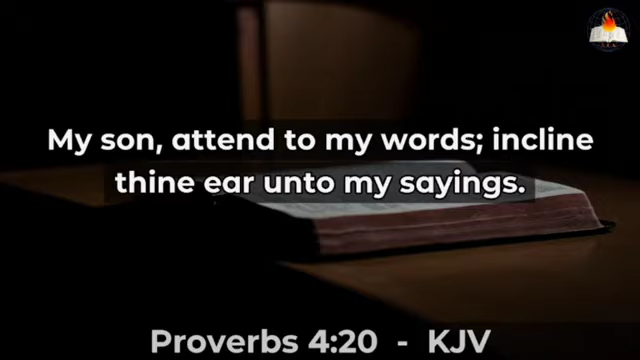 My son, attend to my words; incline
thine ear unto my sayings.
Proverbs 4:20 - KJV